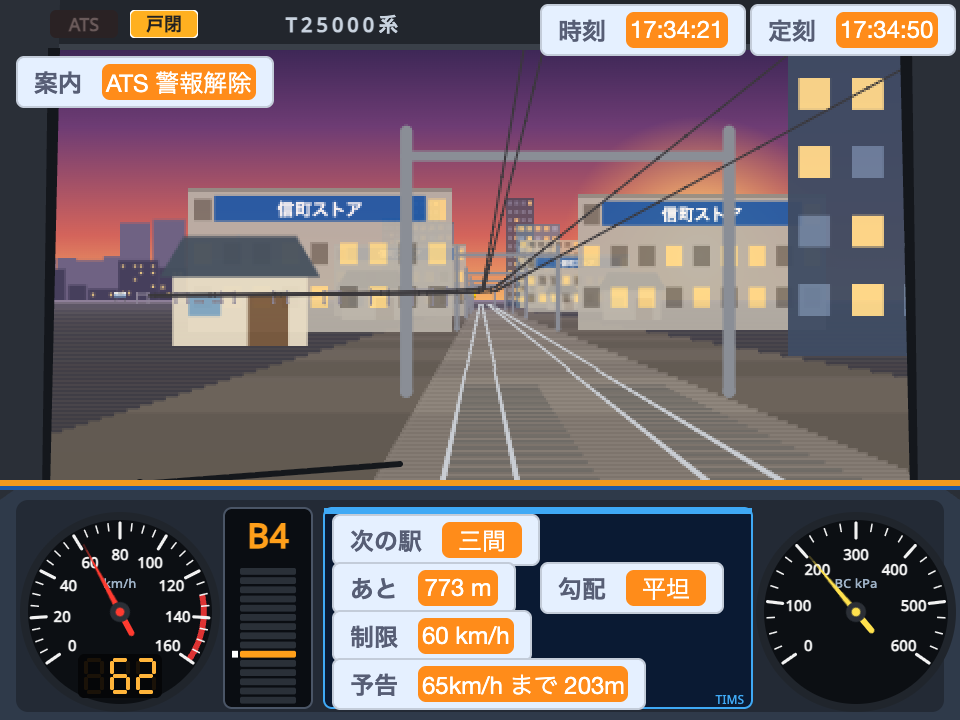 ATS
戸閉
T25000系
時刻 17:34:21
定刻 17:34:50
案内 ATS 警報解除
信町ストア
信町ストア
0
20
40
60
80
100
120
140
160
km/h
62
B4
次の駅 三間
あと 773 m
勾配 平坦
制限 60 km/h
予告 65km/h まで 203m
TIMS
0
100
200
300
400
500
600
BC kPa